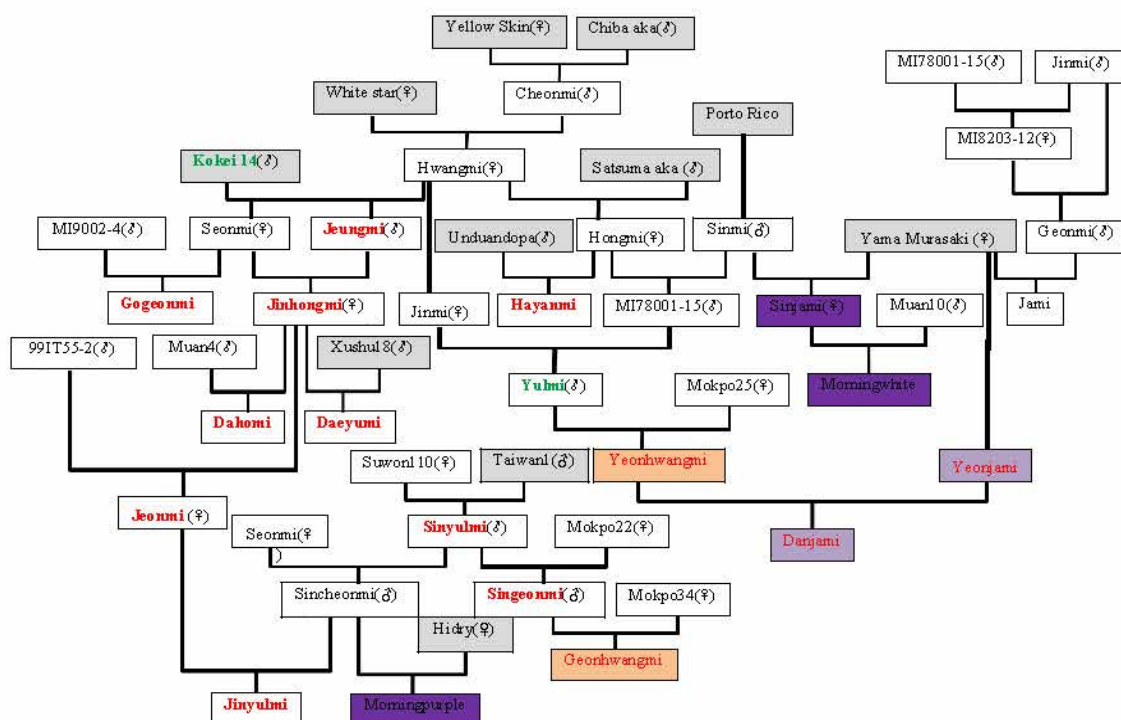 Yellow Skin(♀)
Chiba aka(♂)
MI78001-15(♂)
Jinmi(♂)
White star(♀)
Cheonmi(♂)
Porto Rico
MI8203-12(♀)
Kokei 14(♂)
Hwangmi(♀)
Satsuma aka (♂)
MI9002-4(♂)
Seonmi(♀)
Jeungmi(♂)
Unduandopa(♂)
Hongmi(♀)
Sinmi(♂)
Yama Murasaki (♀)
Geonmi(♂)
Gogeonmi
Jinhongmi(♀)
Jinmi(♀)
Hayanmi
MI78001-15(♂)
Sinjami(♀)
Muan10(♂)
Jami
99IT55-2(♂)
Muan4(♂)
Xushu18(♂)
Yulmi(♂)
Mokpo25(♀)
Morningwhite
Dahomi
Daeyumi
Suwon110(♀)
Taiwan1(♂)
Yeonhwangmi
Yeonjami
Jeonmi(♀)
Seonmi(♀
)
Sinyulmi(♂)
Mokpo22(♀)
Danjami
Sincheonmi(♂)
Singeonmi(♂)
Mokpo34(♀)
Hidry(♀)
Geonhwangmi
Jinyulmi
Morningpurple